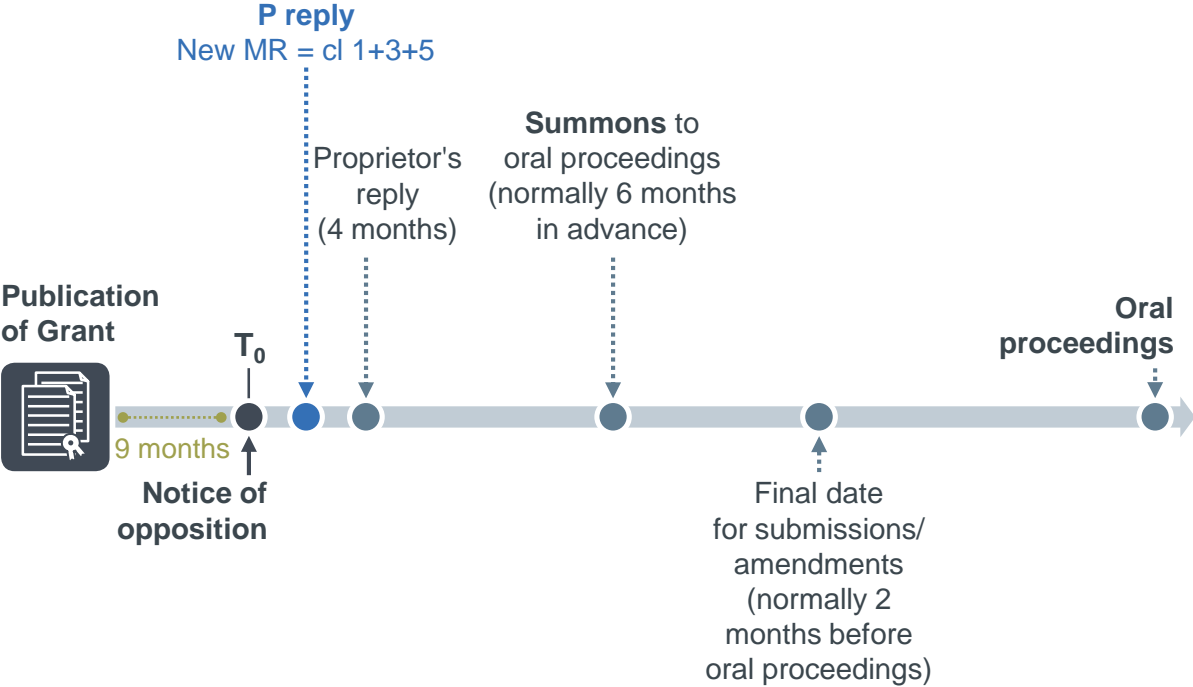 P reply
New MR = cl 1+3+5
Proprietor's
reply
(4 months)
Summons to
oral proceedings
(normally 6 months
in advance)
Publication
of Grant
T0
Oral
proceedings
9 months
Notice of
opposition
Final date
for submissions/
amendments
(normally 2
months before
oral proceedings)